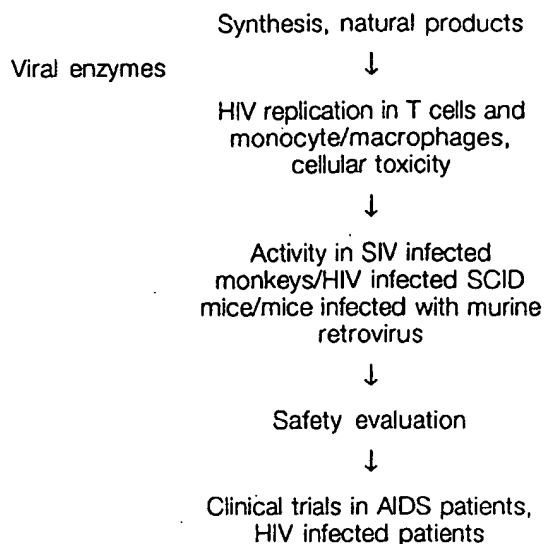 Synthesis, natural products
Viral enzymes
↓
HIV replication in T cells and
monocyte/macrophages,
cellular toxicity
↓
Activity in SIV infected
monkeys/HIV infected SCID
mice/mice infected with murine
retrovirus
↓
Safety evaluation
↓
Clinical trials in AIDS patients,
HIV infected patients